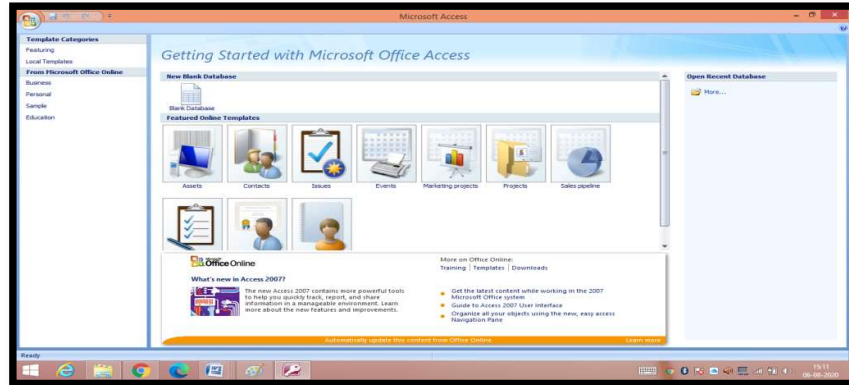 Microsoft Access
Template Categories
Featuring
Local Templates
From Microsoft Office Online
Business
Personal
Sample
Education
Getting Started with Microsoft Office Access
New Blank Database
Blank Database
Featured Online Templates
Assets
Contacts
Issues
Events
Marketing projects
Projects
Sales pipeline
Open Recent Database
More...
Microsoft
Office Online
What's new in Access 2007?
The new Access 2007 contains more powerful tools
to help you quickly track, report, and share
information in a manageable environment. Learn
more about the new features and improvements.
More on Office Online:
Training | Templates | Downloads
Get the latest content while working in the 2007
Microsoft Office system
Guide to Access 2007 User Interface
Organize all your objects using the new, easy access
Navigation Pane
Automatically update this content from Office Online
Learn more
Ready
15:11
06-08-2020